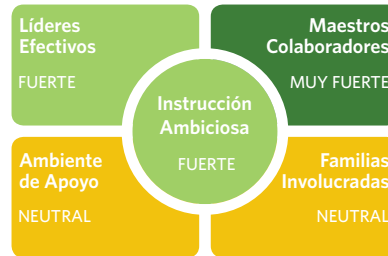 Líderes
Efectivos
FUERTE
Maestros
Colaboradores
MUY FUERTE
Instrucción
Ambiciosa
FUERTE
Ambiente
de Apoyo
NEUTRAL
Familias
Involucradas
NEUTRAL